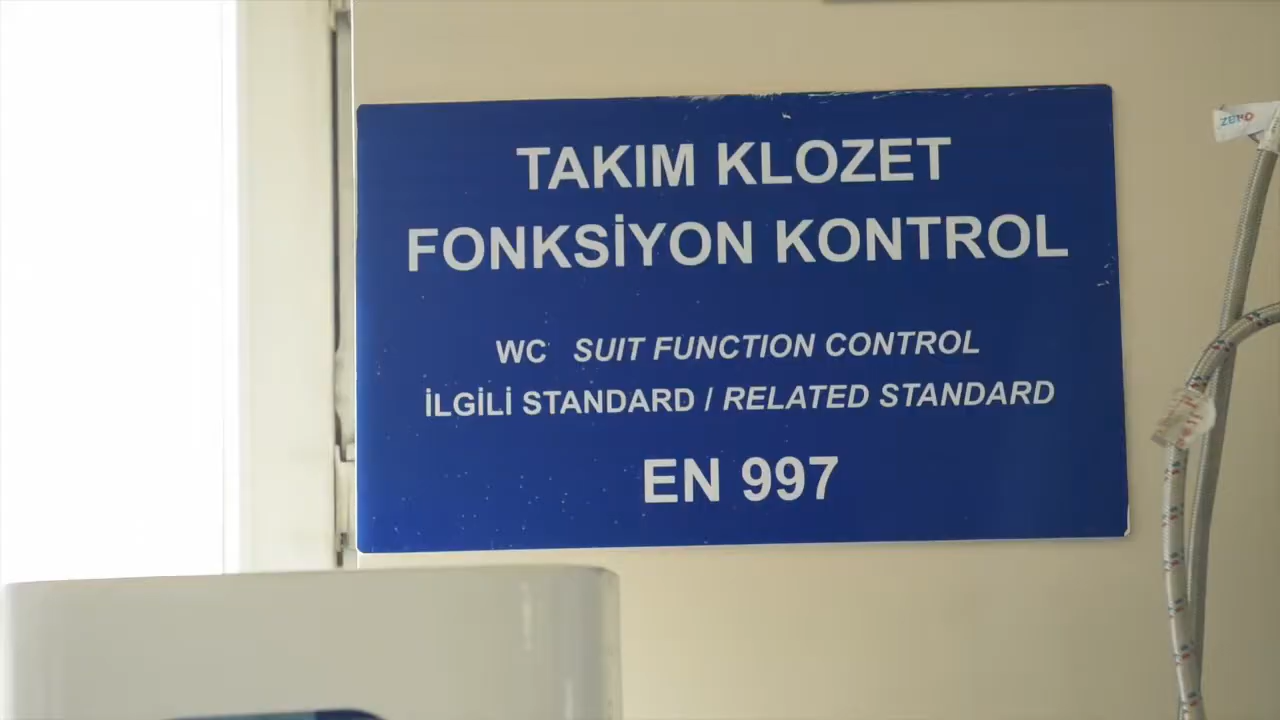 TAKIM KLOZET
FONKSİYON KONTROL
WC SUIT FUNCTION CONTROL
İLGİLİ STANDARD / RELATED STANDARD
EN 997